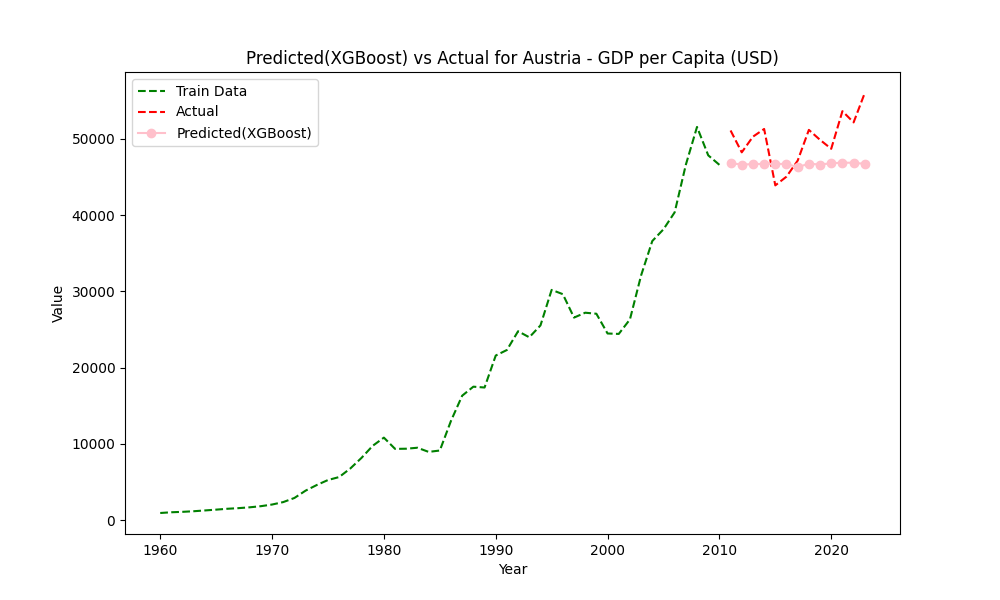 Predicted(XGBoost) vs Actual for Austria - GDP per Capita (USD)
Train Data
Actual
Predicted(XGBoost)
Value
50000
40000
30000
20000
10000
0
1960 1970 1980 1990 2000 2010 2020
Year